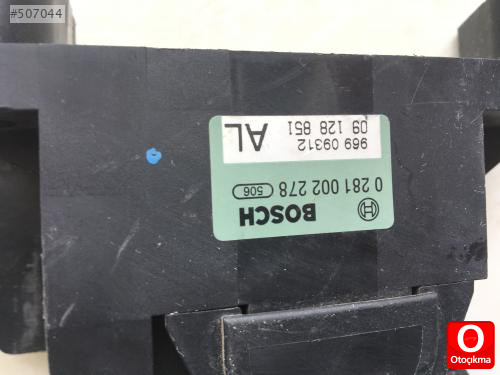 #507044
BOSCH
0 281 002 278 506
969 09312
09 128 851
AL
O
Otoçıkma